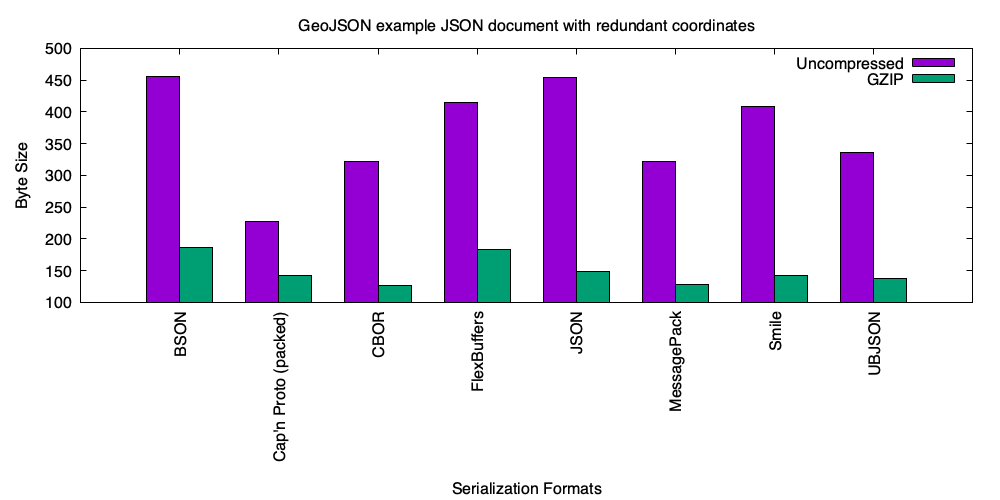 GeoJSON example JSON document with redundant coordinates
Uncompressed
GZIP
500
450
400
350
300
250
200
150
100
Byte Size
BSON
Cap'n Proto (packed)
CBOR
FlexBuffers
JSON
MessagePack
Smile
UBJSON
Serialization Formats